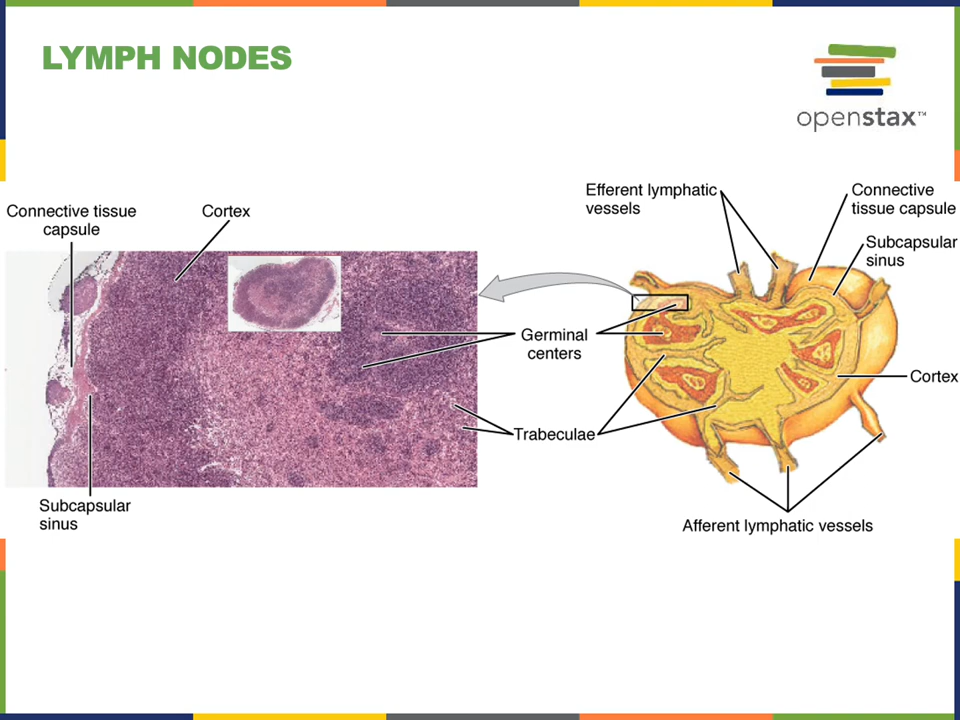 LYMPH NODES
openstax™
Connective tissue
capsule
Cortex
Efferent lymphatic
vessels
Connective
tissue capsule
Subcapsular
sinus
Germinal
centers
Cortex
Trabeculae
Subcapsular
sinus
Afferent lymphatic vessels